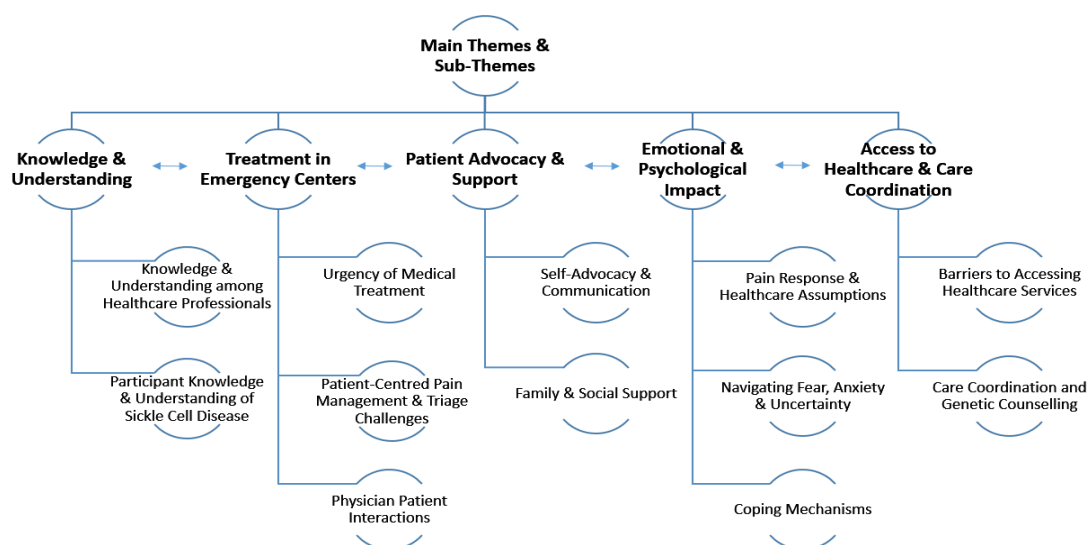 Main Themes &
Sub-Themes
Knowledge &
Understanding
Treatment in
Emergency Centers
Patient Advocacy &
Support
Emotional &
Psychological
Impact
Access to
Healthcare & Care
Coordination
Knowledge &
Understanding among
Healthcare Professionals
Participant Knowledge
& Understanding of
Sickle Cell Disease
Urgency of Medical
Treatment
Patient-Centred Pain
Management & Triage
Challenges
Physician Patient
Interactions
Self-Advocacy &
Communication
Family & Social Support
Pain Response &
Healthcare Assumptions
Navigating Fear, Anxiety
& Uncertainty
Coping Mechanisms
Barriers to Accessing
Healthcare Services
Care Coordination and
Genetic Counselling